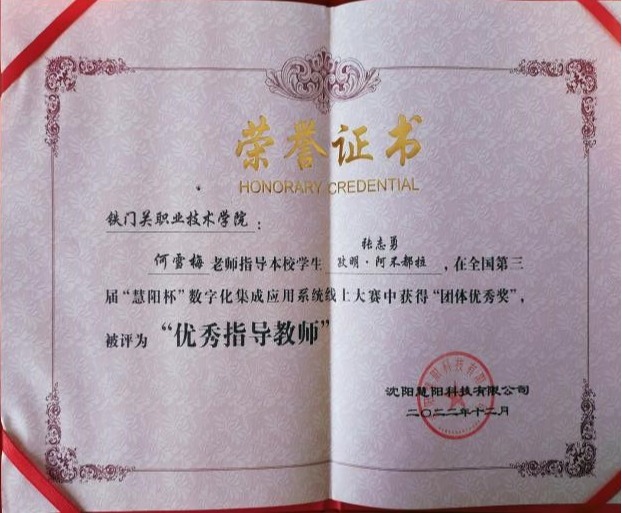 荣誉证书
HONORARY CREDENTIAL
铁门关职业技术学院：
张志勇
何雪梅 老师指导本校学生 狄明·阿不都拉，在全国第三
届“慧阳杯”数字化集成应用系统线上大赛中获得“团体优秀奖”，
被评为“优秀指导教师”
沈阳慧阳科技有限公司
二〇二二年十二月